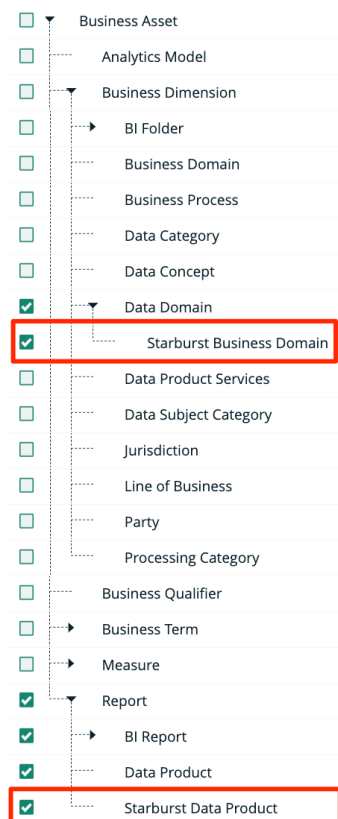 Business Asset
Analytics Model
Business Dimension
BI Folder
Business Domain
Business Process
Data Category
Data Concept
Data Domain
Starburst Business Domain
Data Product Services
Data Subject Category
Jurisdiction
Line of Business
Party
Processing Category
Business Qualifier
Business Term
Measure
Report
BI Report
Data Product
Starburst Data Product